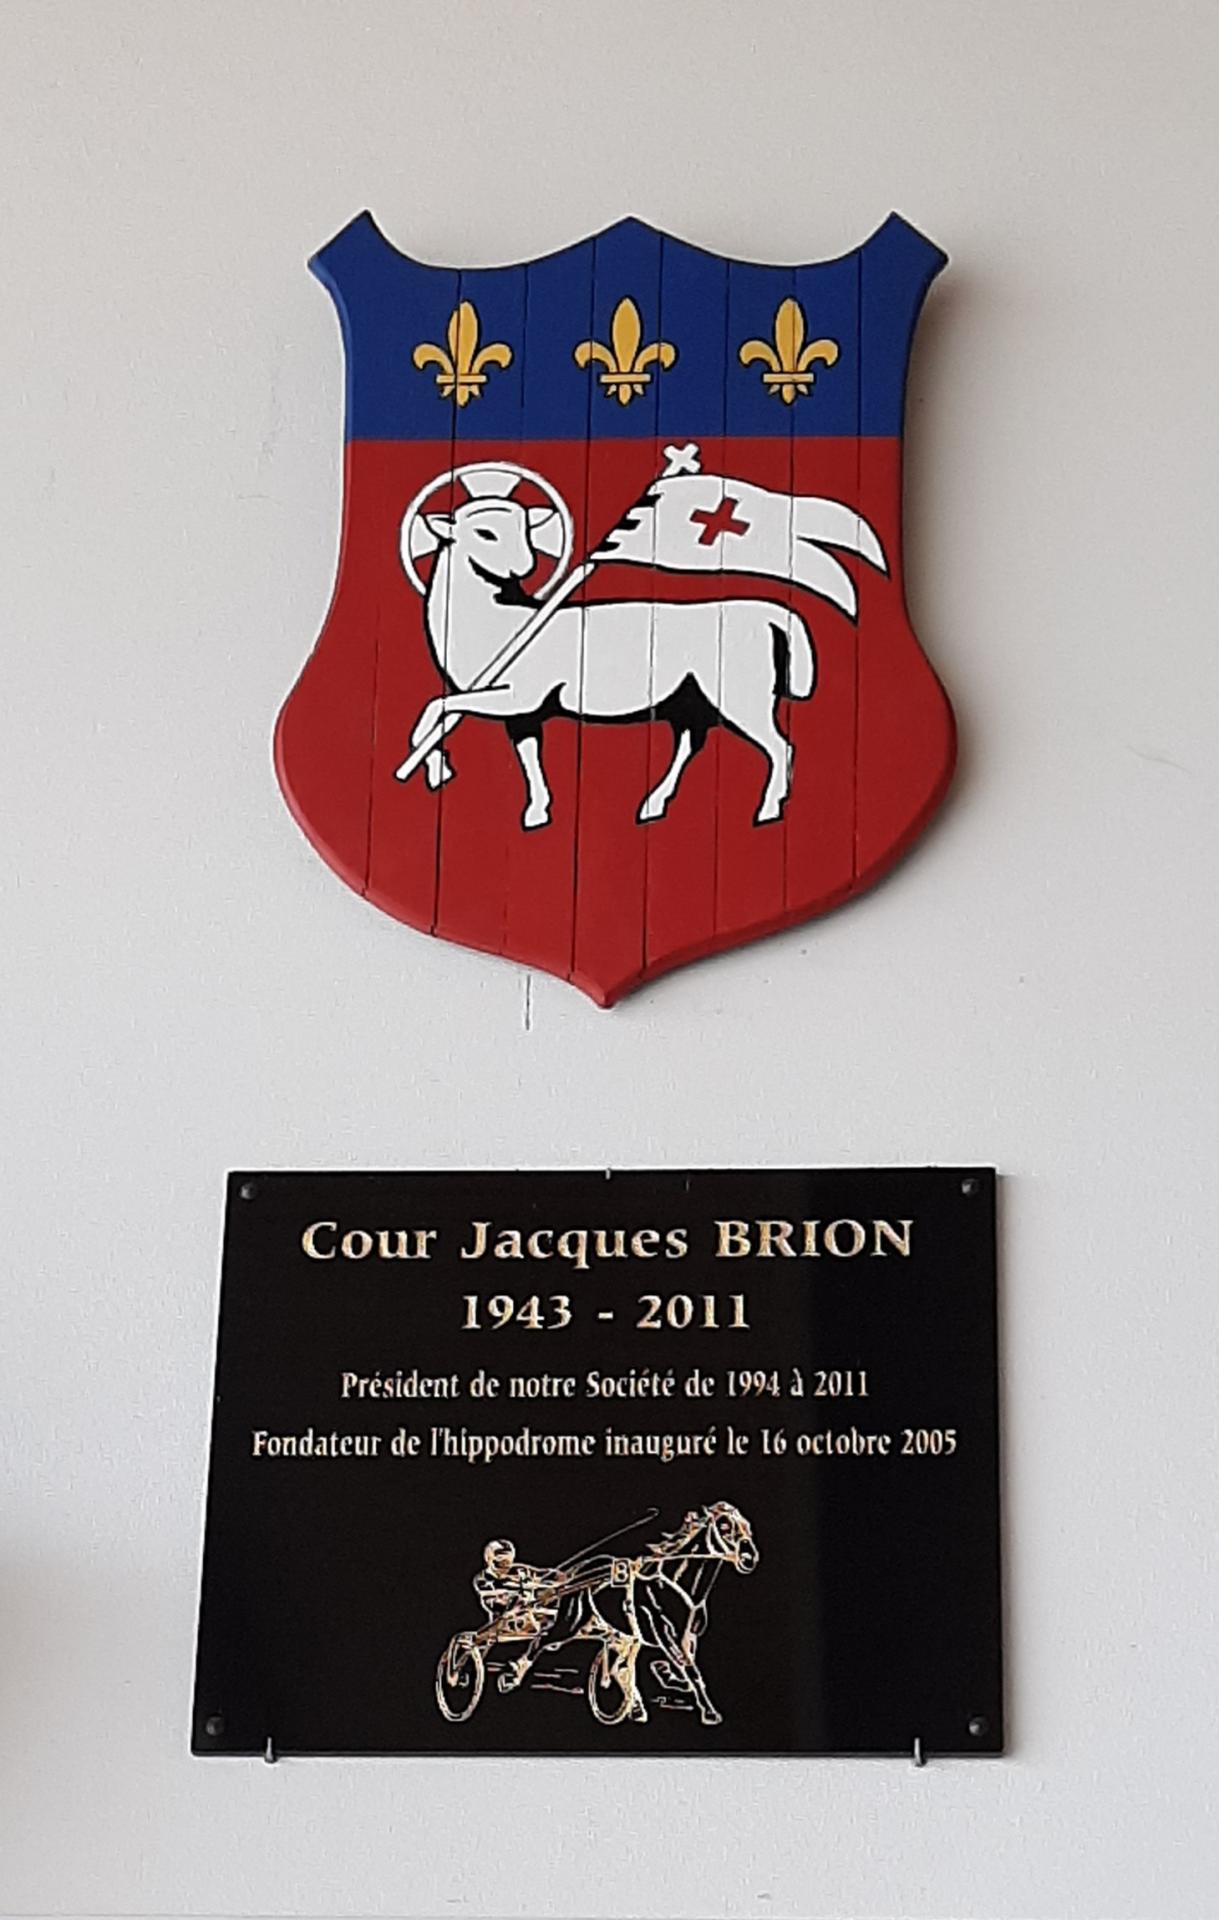 Cour Jacques BRION
1943 - 2011
Président de notre Société de 1994 à 2011
Fondateur de l'hippodrome inauguré le 16 octobre 2005
8